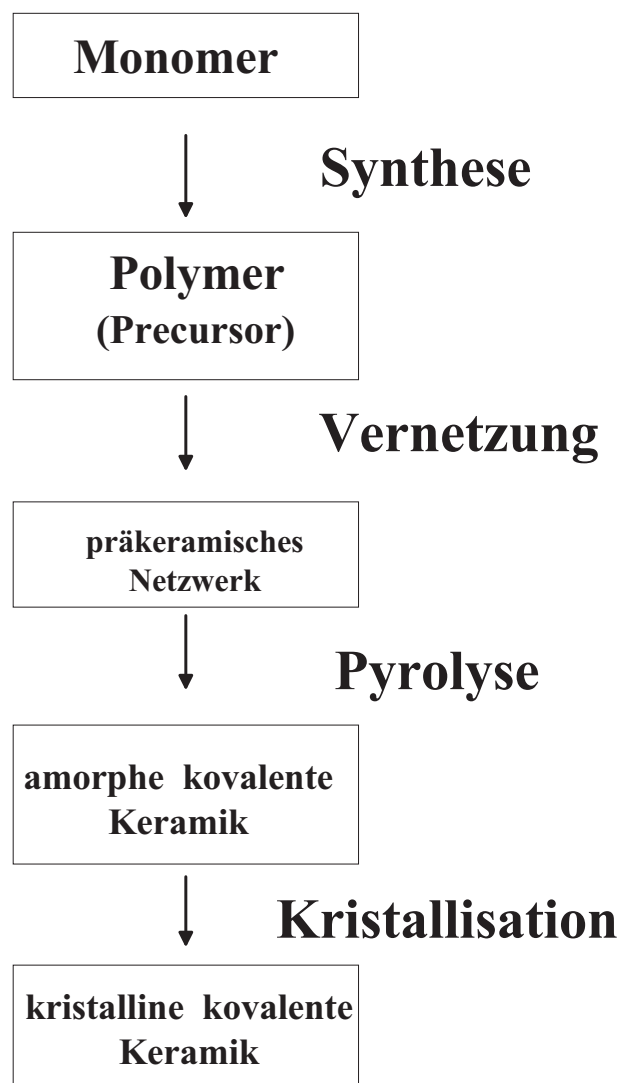 Monomer
Synthese
Polymer
(Precursor)
Vernetzung
präkeramisches
Netzwerk
Pyrolyse
amorphe kovalente
Keramik
Kristallisation
kristalline kovalente
Keramik